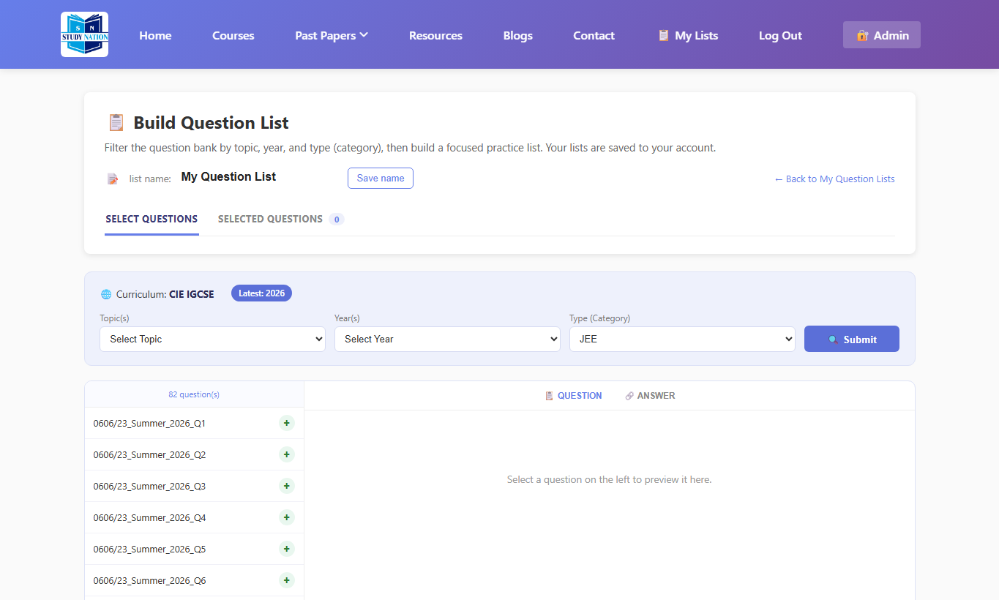 S N
STUDY NATION
Home
Courses
Past Papers
Resources
Blogs
Contact
My Lists
Log Out
Admin
Build Question List
Filter the question bank by topic, year, and type (category), then build a focused practice list. Your lists are saved to your account.
list name: My Question List Save name ← Back to My Question Lists
SELECT QUESTIONS SELECTED QUESTIONS 0
Curriculum: CIE IGCSE Latest: 2026
Topic(s) Year(s) Type (Category)
Select Topic Select Year JEE Submit
82 question(s) QUESTION ANSWER
0606/23_Summer_2026_Q1 +
0606/23_Summer_2026_Q2 +
Select a question on the left to preview it here.
0606/23_Summer_2026_Q3 +
0606/23_Summer_2026_Q4 +
0606/23_Summer_2026_Q5 +
0606/23_Summer_2026_Q6 +